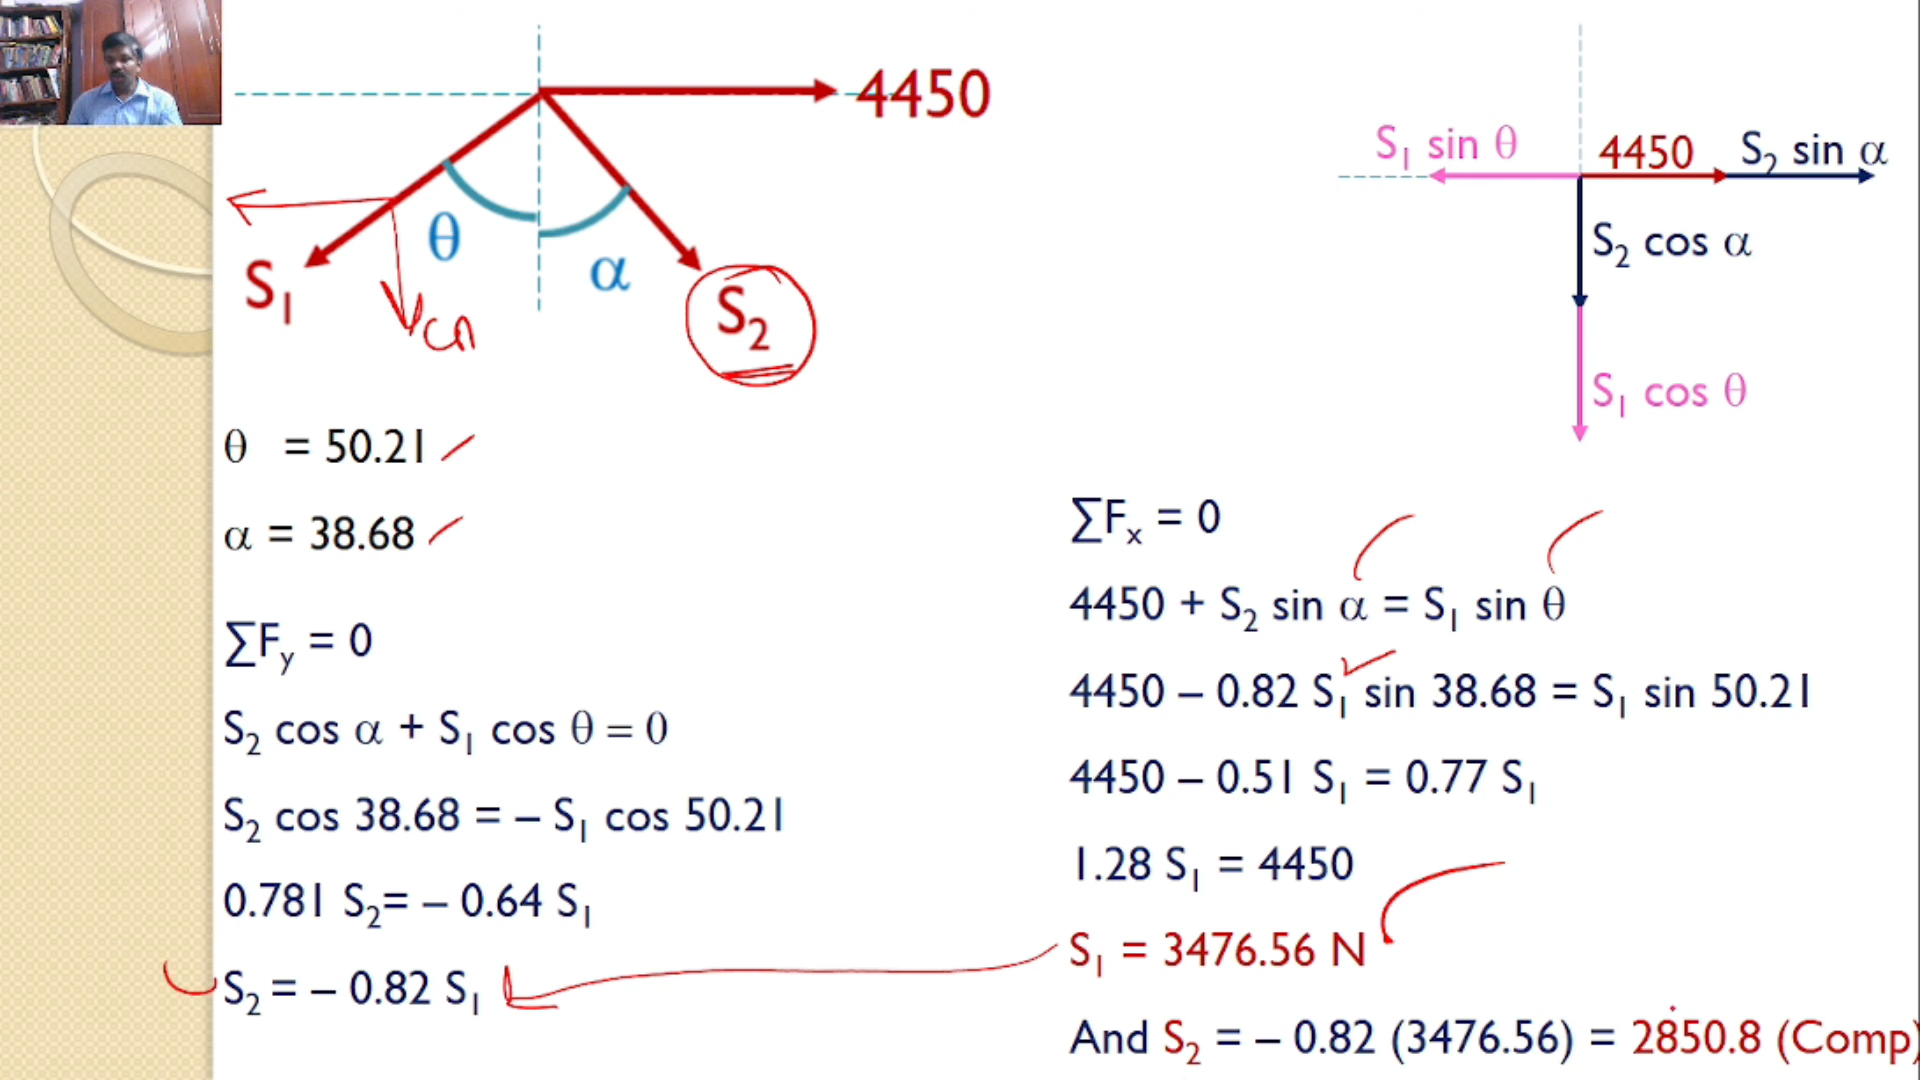 4450
S₁
θ
α
S₂
S₁ sin θ
4450
S₂ sin α
S₂ cos α
S₁ cos θ
θ = 50.21
α = 38.68
∑Fy = 0
S₂ cos α + S₁ cos θ = 0
S₂ cos 38.68 = – S₁ cos 50.21
0.781 S₂= – 0.64 S₁
S₂ = – 0.82 S₁
∑Fx = 0
4450 + S₂ sin α = S₁ sin θ
4450 – 0.82 S₁ sin 38.68 = S₁ sin 50.21
4450 – 0.51 S₁ = 0.77 S₁
1.28 S₁ = 4450
S₁ = 3476.56 N
And S₂ = – 0.82 (3476.56) = 2850.8 (Comp)